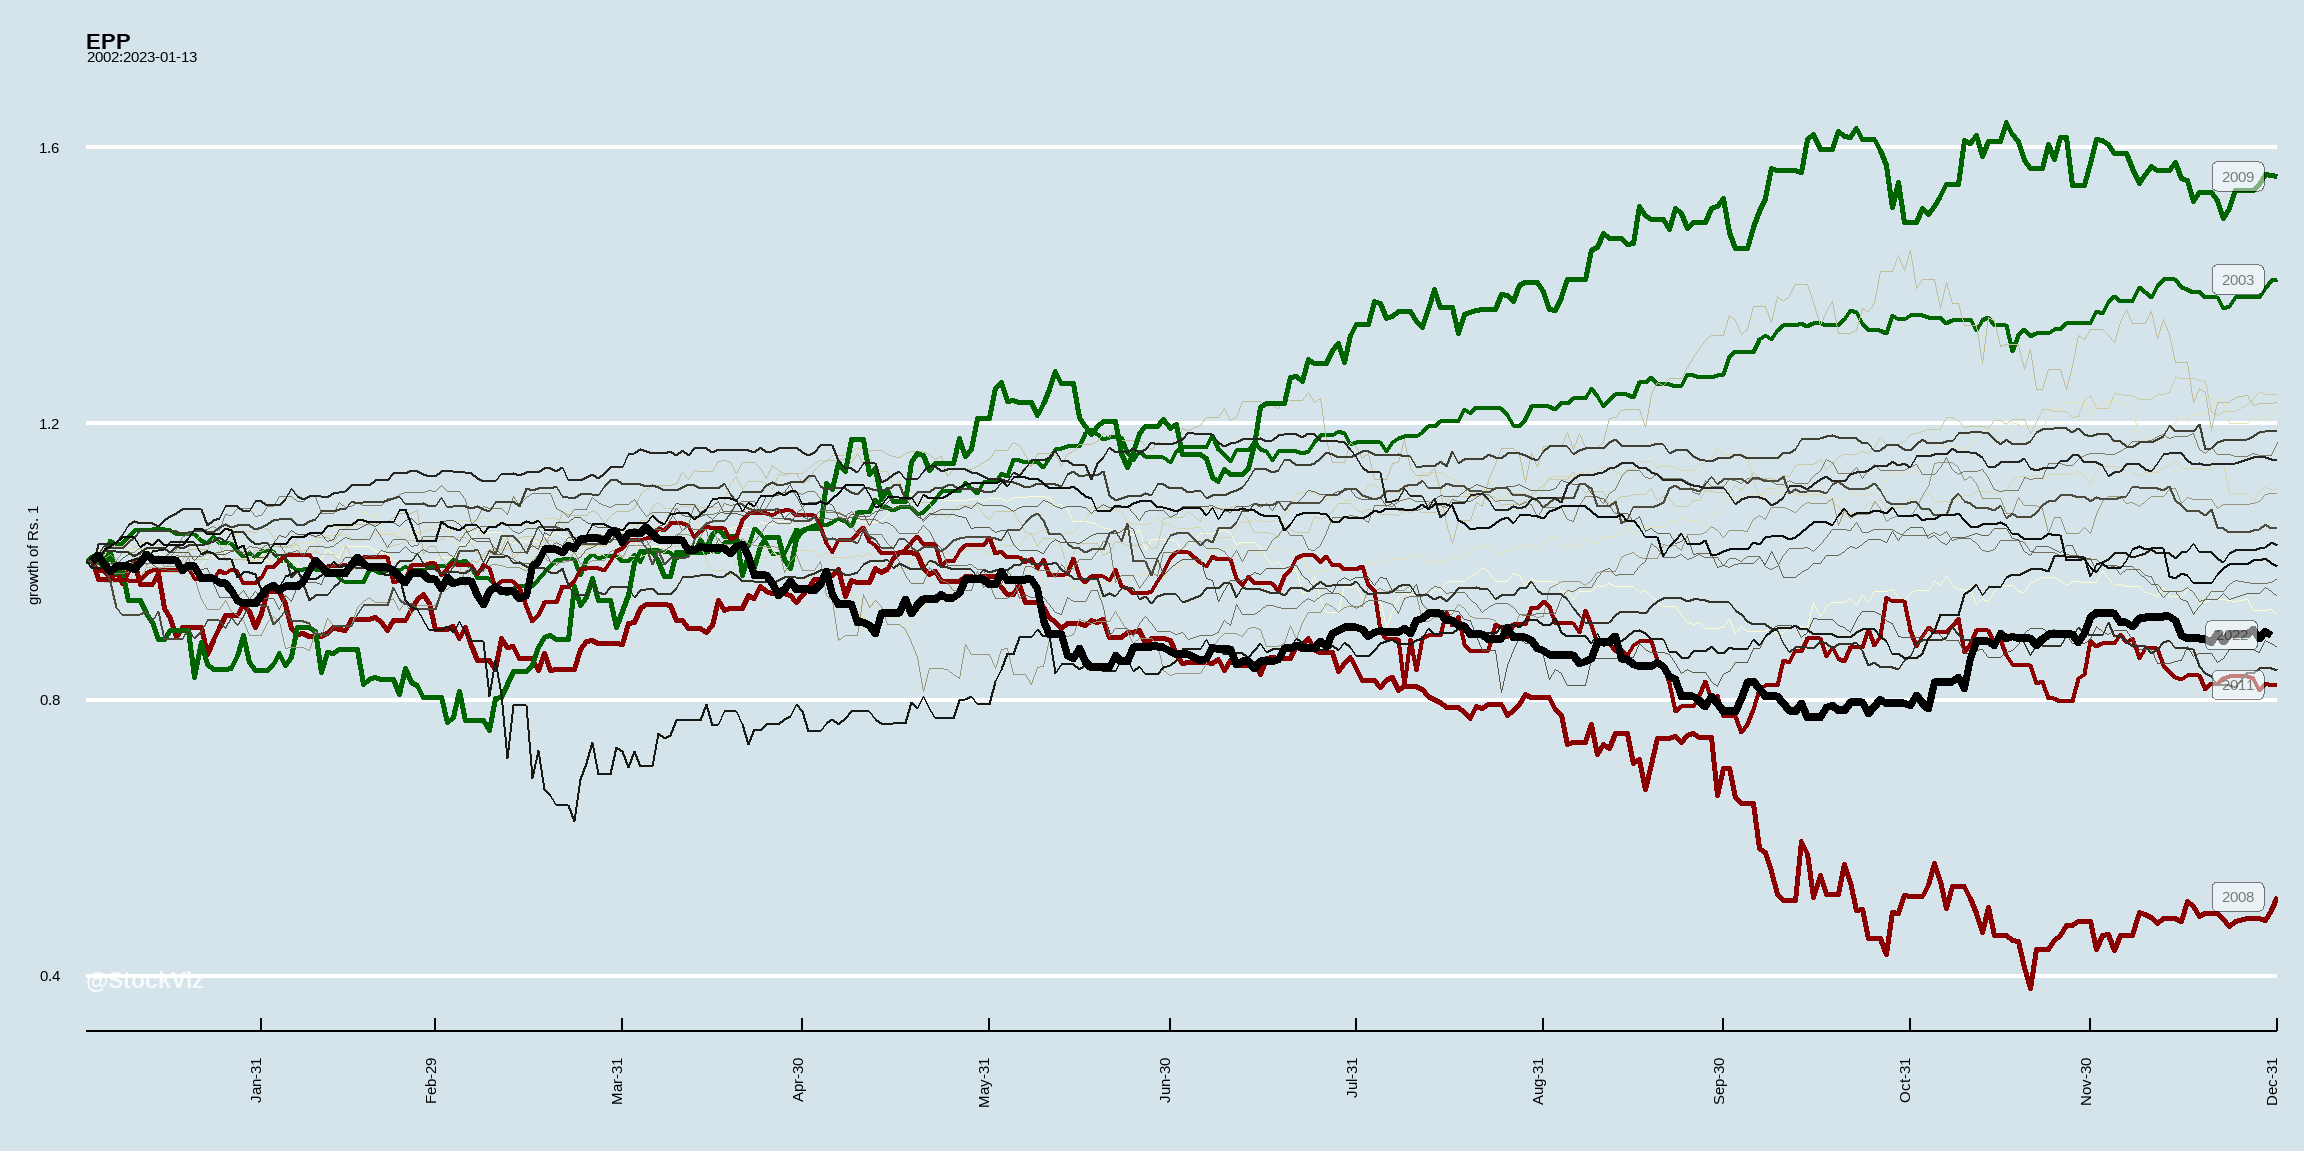 EPP
2002:2023-01-13
1.6
1.2
0.8
0.4
growth of Rs. 1
2009
2003
2022
2011
2008
@StockViz
Jan-31
Feb-29
Mar-31
Apr-30
May-31
Jun-30
Jul-31
Aug-31
Sep-30
Oct-31
Nov-30
Dec-31